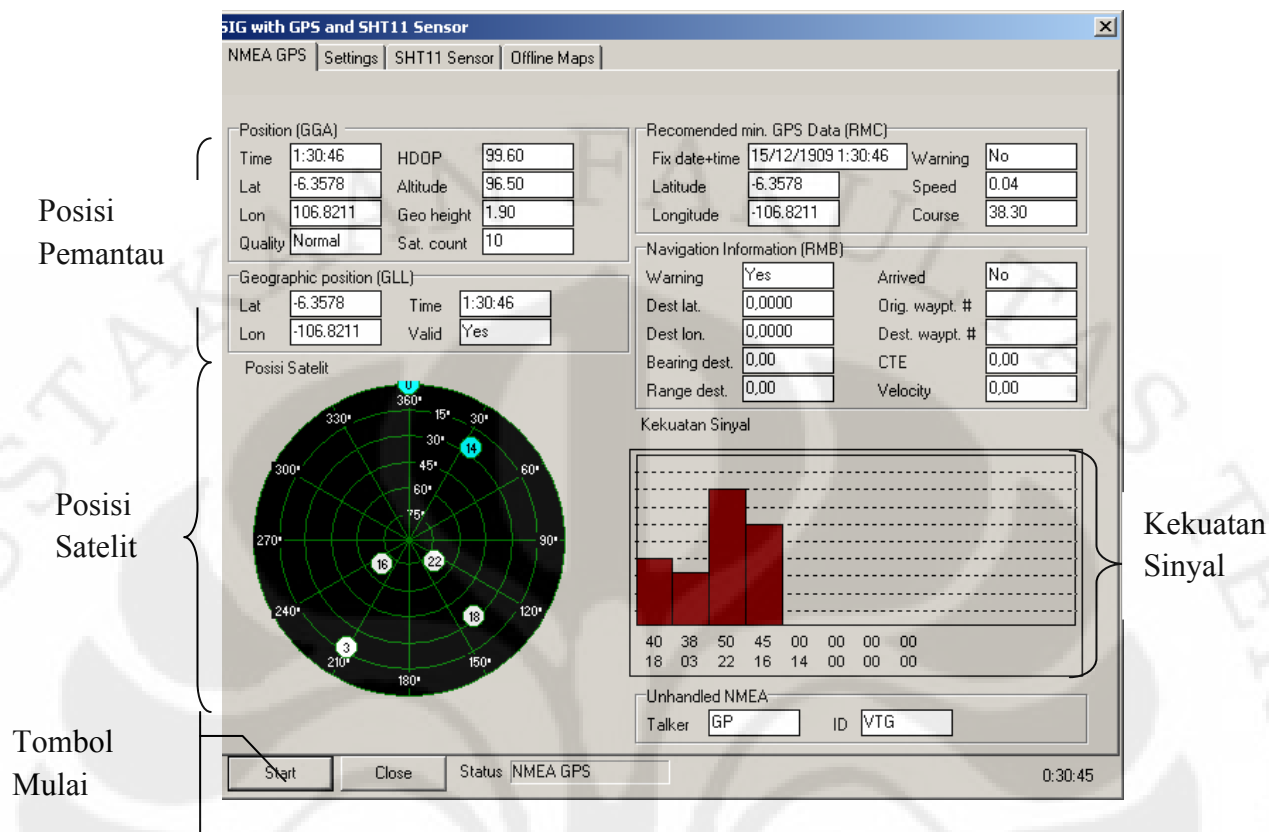 SIG with GPS and SHT11 Sensor
NMEA GPS Settings SHT11 Sensor Offline Maps
Position (GGA)
Time 1:30:46 HDOP 99.60
Lat -6.3578 Altitude 96.50
Lon 106.8211 Geo height 1.90
Quality Normal Sat. count 10
Geographic position (GLL)
Lat -6.3578 Time 1:30:46
Lon -106.8211 Valid Yes
Recomended min. GPS Data (RMC)
Fix date+time 15/12/1909 1:30:46 Warning No
Latitude -6.3578 Speed 0.04
Longitude -106.8211 Course 38.30
Navigation Information (RMB)
Warning Yes Arrived No
Dest lat. 0,0000 Orig. waypt. #
Dest lon. 0,0000 Dest. waypt. #
Bearing dest. 0,00 CTE 0,00
Range dest. 0,00 Velocity 0,00
Posisi
Pemantau
Posisi Satelit
U
360°
330° 15° 30°
30° 14
300° 45° 60°
60°
75°
270° 90°
16 22
240° 18 120°
3
210° 150°
180°
Posisi
Satelit
Kekuatan Sinyal
40 38 50 45 00 00 00 00
18 03 22 16 14 00 00 00
Kekuatan
Sinyal
Unhandled NMEA
Talker GP ID VTG
Tombol
Mulai
Start Close Status NMEA GPS 0:30:45